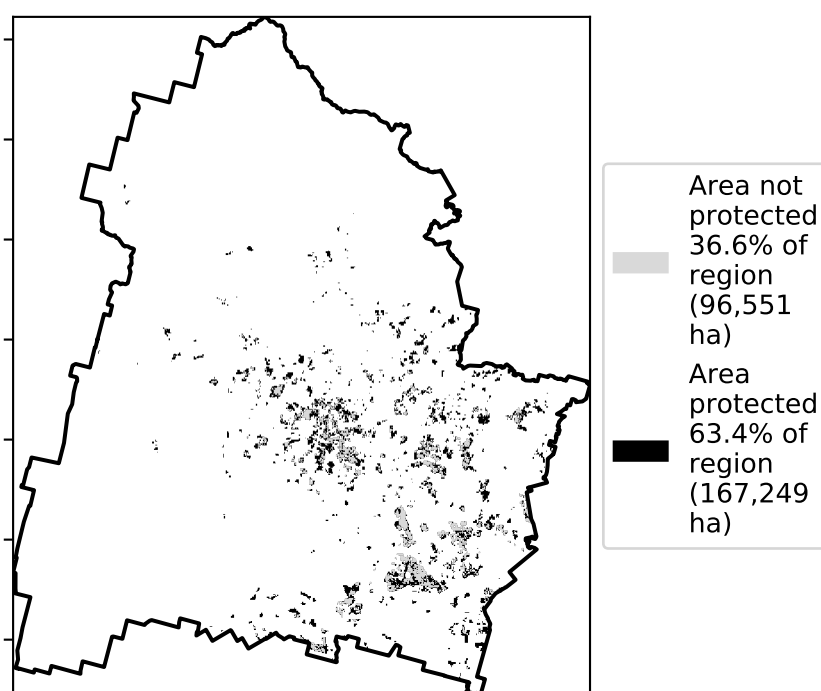 Area not
protected
36.6% of
region
(96,551
ha)
Area
protected
63.4% of
region
(167,249
ha)